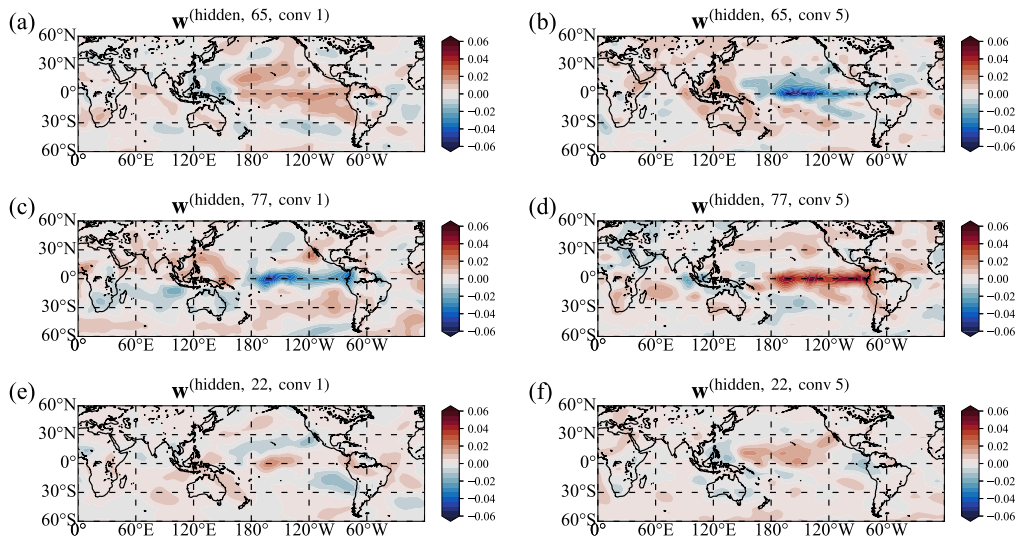 (a) w(hidden, 65, conv 1)
60°N
30°N
0°
30°S
60°S
0° 60°E 120°E 180° 120°W 60°W
0.06
0.04
0.02
0.00
−0.02
−0.04
−0.06
(b) w(hidden, 65, conv 5)
60°N
30°N
0°
30°S
60°S
0° 60°E 120°E 180° 120°W 60°W
0.06
0.04
0.02
0.00
−0.02
−0.04
−0.06
(c) w(hidden, 77, conv 1)
60°N
30°N
0°
30°S
60°S
0° 60°E 120°E 180° 120°W 60°W
0.06
0.04
0.02
0.00
−0.02
−0.04
−0.06
(d) w(hidden, 77, conv 5)
60°N
30°N
0°
30°S
60°S
0° 60°E 120°E 180° 120°W 60°W
0.06
0.04
0.02
0.00
−0.02
−0.04
−0.06
(e) w(hidden, 22, conv 1)
60°N
30°N
0°
30°S
60°S
0° 60°E 120°E 180° 120°W 60°W
0.06
0.04
0.02
0.00
−0.02
−0.04
−0.06
(f) w(hidden, 22, conv 5)
60°N
30°N
0°
30°S
60°S
0° 60°E 120°E 180° 120°W 60°W
0.06
0.04
0.02
0.00
−0.02
−0.04
−0.06